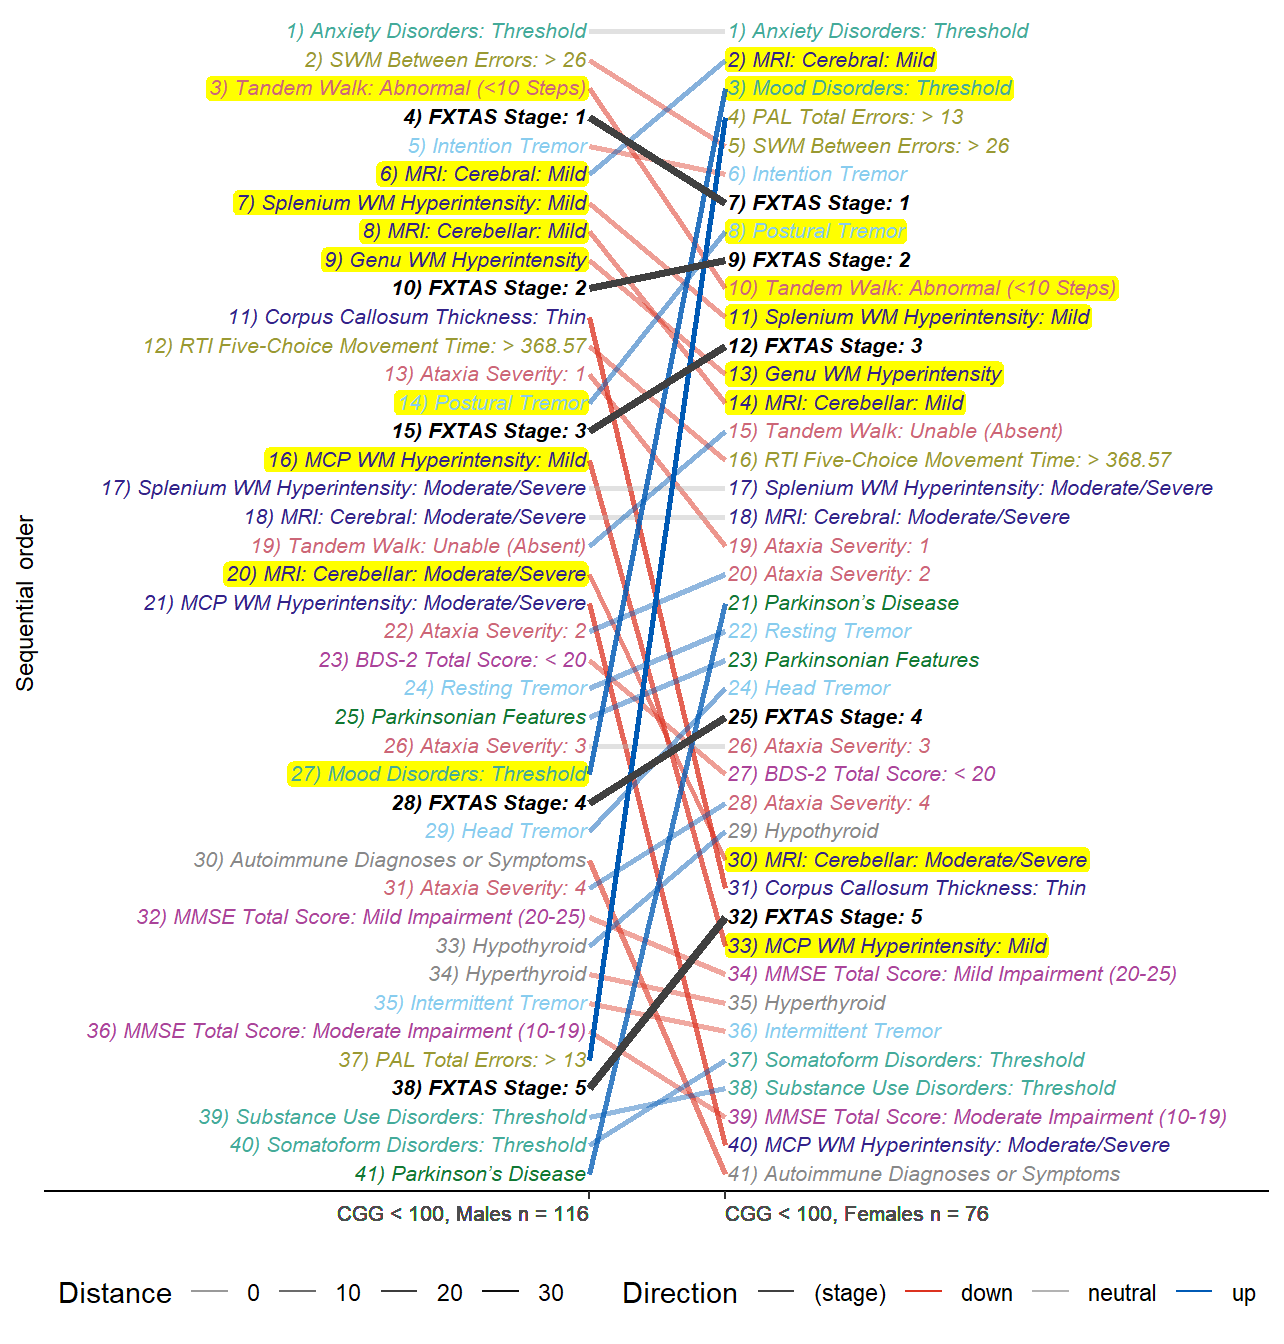 1) Anxiety Disorders: Threshold
2) SWM Between Errors: > 26
3) Tandem Walk: Abnormal (<10 Steps)
4) FXTAS Stage: 1
5) Intention Tremor
6) MRI: Cerebral: Mild
7) Splenium WM Hyperintensity: Mild
8) MRI: Cerebellar: Mild
9) Genu WM Hyperintensity
10) FXTAS Stage: 2
11) Corpus Callosum Thickness: Thin
12) RTI Five-Choice Movement Time: > 368.57
13) Ataxia Severity: 1
14) Postural Tremor
15) FXTAS Stage: 3
16) MCP WM Hyperintensity: Mild
17) Splenium WM Hyperintensity: Moderate/Severe
18) MRI: Cerebral: Moderate/Severe
19) Tandem Walk: Unable (Absent)
20) MRI: Cerebellar: Moderate/Severe
21) MCP WM Hyperintensity: Moderate/Severe
22) Ataxia Severity: 2
23) BDS-2 Total Score: < 20
24) Resting Tremor
25) Parkinsonian Features
26) Ataxia Severity: 3
27) Mood Disorders: Threshold
28) FXTAS Stage: 4
29) Head Tremor
30) Autoimmune Diagnoses or Symptoms
31) Ataxia Severity: 4
32) MMSE Total Score: Mild Impairment (20-25)
33) Hypothyroid
34) Hyperthyroid
35) Intermittent Tremor
36) MMSE Total Score: Moderate Impairment (10-19)
37) PAL Total Errors: > 13
38) FXTAS Stage: 5
39) Substance Use Disorders: Threshold
40) Somatoform Disorders: Threshold
41) Parkinson's Disease
1) Anxiety Disorders: Threshold
2) MRI: Cerebral: Mild
3) Mood Disorders: Threshold
4) PAL Total Errors: > 13
5) SWM Between Errors: > 26
6) Intention Tremor
7) FXTAS Stage: 1
8) Postural Tremor
9) FXTAS Stage: 2
10) Tandem Walk: Abnormal (<10 Steps)
11) Splenium WM Hyperintensity: Mild
12) FXTAS Stage: 3
13) Genu WM Hyperintensity
14) MRI: Cerebellar: Mild
15) Tandem Walk: Unable (Absent)
16) RTI Five-Choice Movement Time: > 368.57
17) Splenium WM Hyperintensity: Moderate/Severe
18) MRI: Cerebral: Moderate/Severe
19) Ataxia Severity: 1
20) Ataxia Severity: 2
21) Parkinson's Disease
22) Resting Tremor
23) Parkinsonian Features
24) Head Tremor
25) FXTAS Stage: 4
26) Ataxia Severity: 3
27) BDS-2 Total Score: < 20
28) Ataxia Severity: 4
29) Hypothyroid
30) MRI: Cerebellar: Moderate/Severe
31) Corpus Callosum Thickness: Thin
32) FXTAS Stage: 5
33) MCP WM Hyperintensity: Mild
34) MMSE Total Score: Mild Impairment (20-25)
35) Hyperthyroid
36) Intermittent Tremor
37) Somatoform Disorders: Threshold
38) Substance Use Disorders: Threshold
39) MMSE Total Score: Moderate Impairment (10-19)
40) MCP WM Hyperintensity: Moderate/Severe
41) Autoimmune Diagnoses or Symptoms
Sequential order
CGG < 100, Males n = 116
CGG < 100, Females n = 76
Distance 0 10 20 30
Direction (stage) down neutral up